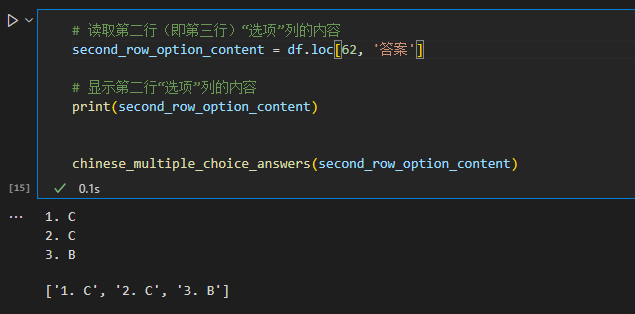 # 读取第二行（即第三行）“选项”列的内容
second_row_option_content = df.loc[62, '答案']
# 显示第二行“选项”列的内容
print(second_row_option_content)
chinese_multiple_choice_answers(second_row_option_content)
[15]
0.1s
1. C
2. C
3. B
['1. C', '2. C', '3. B']